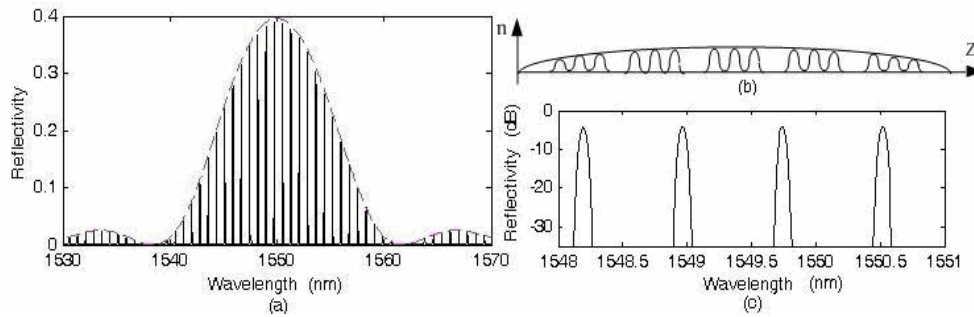 0.4
0.3
0.2
0.1
0
Reflectivity
1530 1540 1550 1560 1570
Wavelength (nm)
(a)
n
Z
(b)
0
-10
-20
-30
Reflectivity (dB)
1548 1548.5 1549 1549.5 1550 1550.5 1551
Wavelength (nm)
(c)